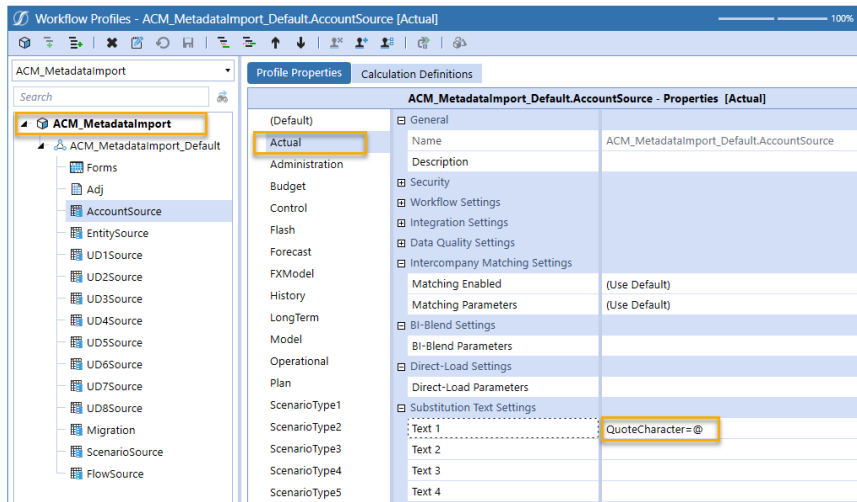 Workflow Profiles - ACM_MetadataImport_Default.AccountSource [Actual]
100%
ACM_MetadataImport
Search
ACM_MetadataImport
ACM_MetadataImport_Default
Forms
Adj
AccountSource
EntitySource
UD1Source
UD2Source
UD3Source
UD4Source
UD5Source
UD6Source
UD7Source
UD8Source
Migration
ScenarioSource
FlowSource
Profile Properties
Calculation Definitions
ACM_MetadataImport_Default.AccountSource - Properties [Actual]
(Default)
Actual
Administration
Budget
Control
Flash
Forecast
FXModel
History
LongTerm
Model
Operational
Plan
ScenarioType1
ScenarioType2
ScenarioType3
ScenarioType4
ScenarioType5
General
Name ACM_MetadataImport_Default.AccountSource
Description
Security
Workflow Settings
Integration Settings
Data Quality Settings
Intercompany Matching Settings
Matching Enabled (Use Default)
Matching Parameters (Use Default)
BI-Blend Settings
BI-Blend Parameters
Direct-Load Settings
Direct-Load Parameters
Substitution Text Settings
Text 1 QuoteCharacter=@
Text 2
Text 3
Text 4